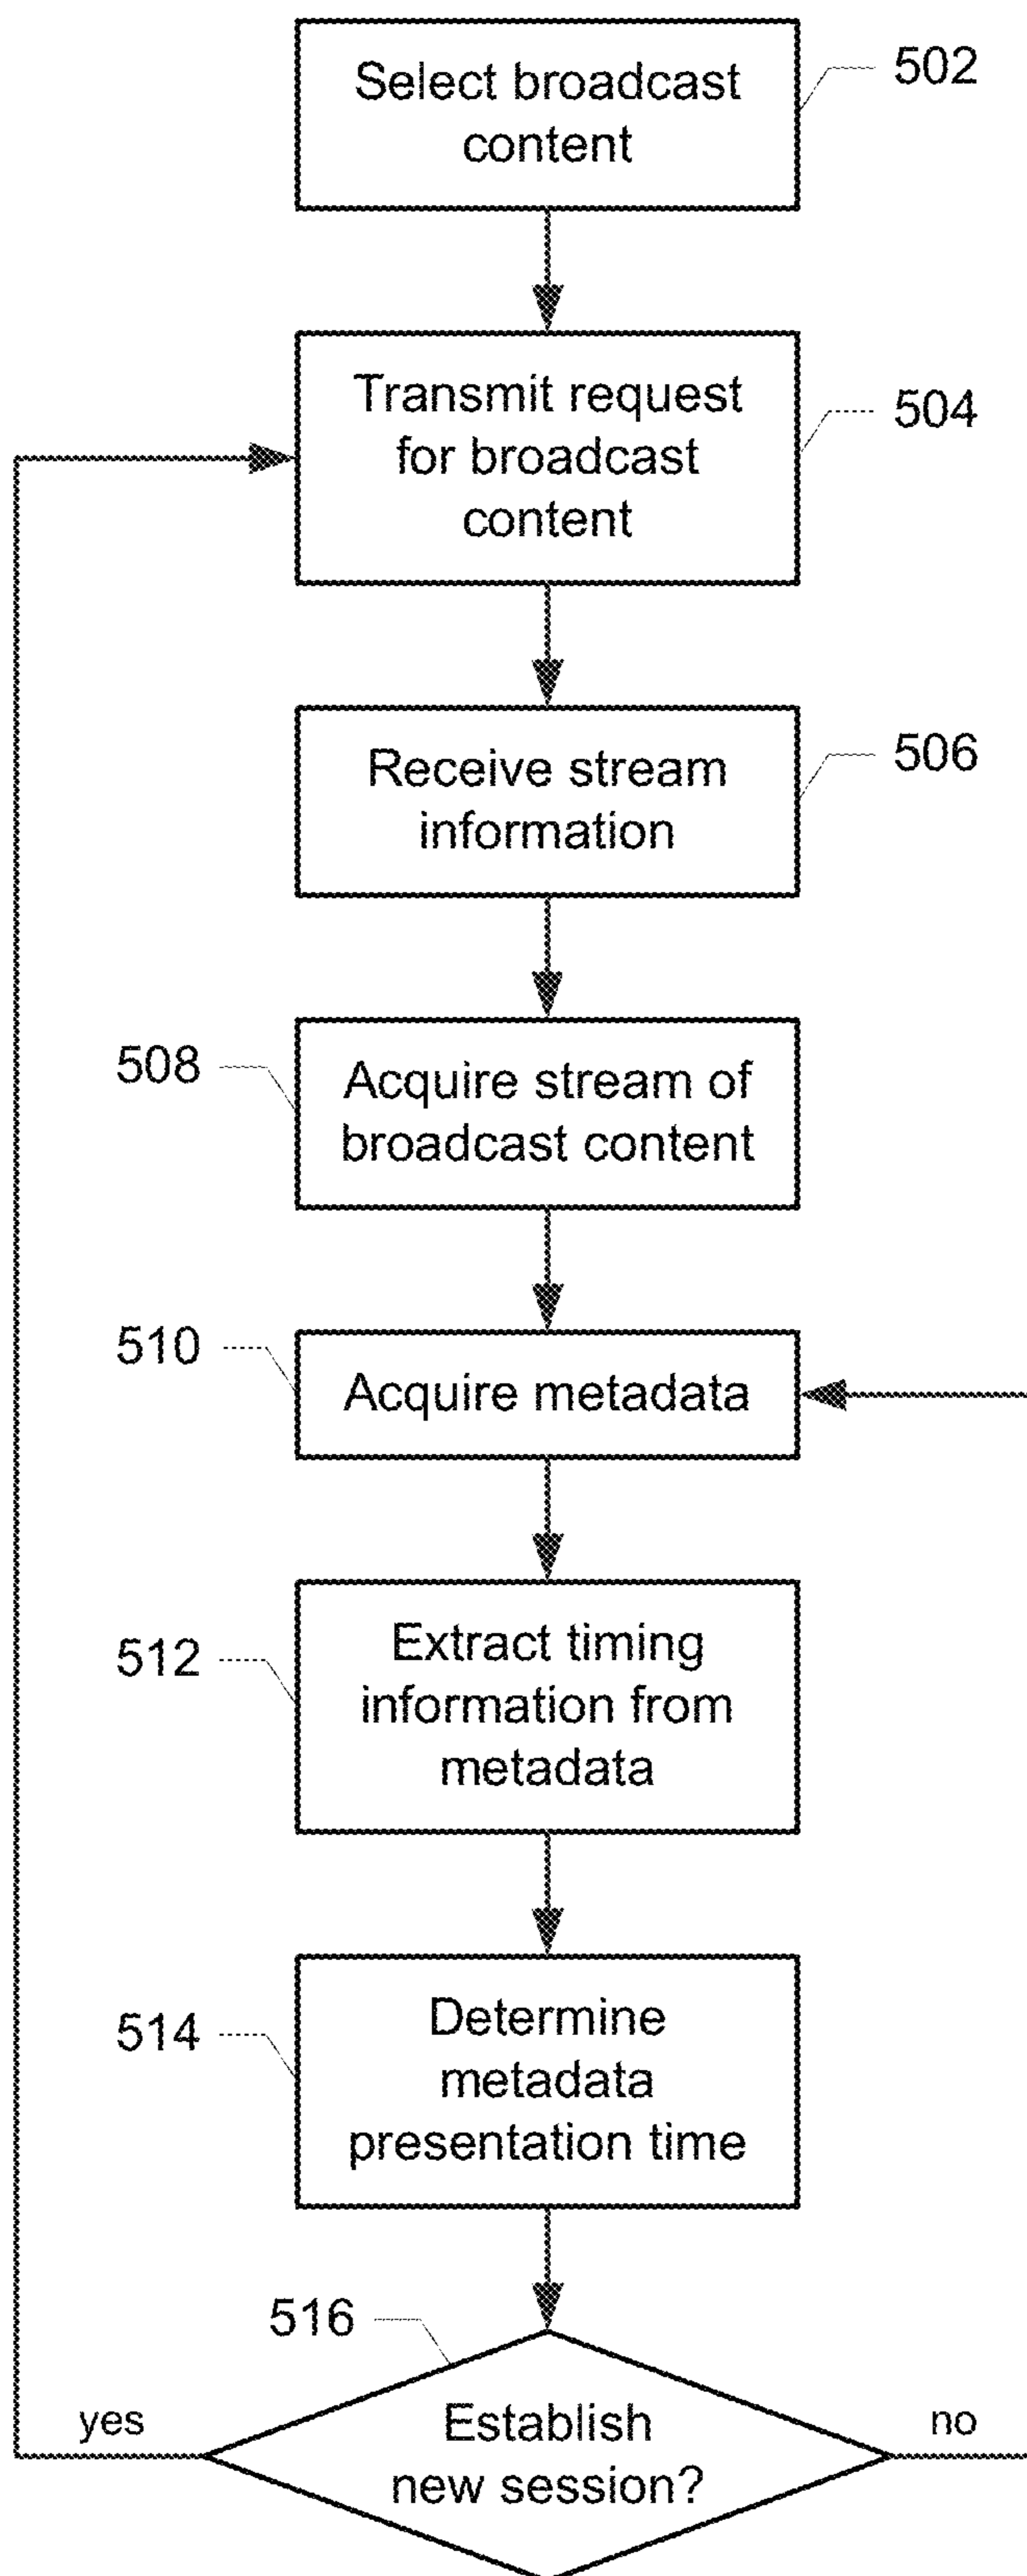 Select broadcast
content
502
Transmit request
for broadcast
content
504
Receive stream
information
506
508
Acquire stream of
broadcast content
510
Acquire metadata
512
Extract timing
information from
metadata
514
Determine
metadata
presentation time
516
yes
Establish
new session?
no